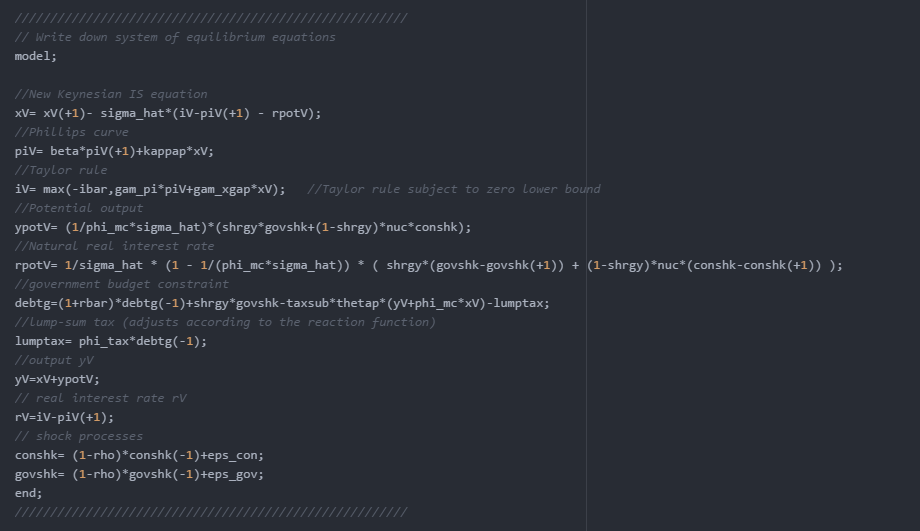 ////////////////////////////////////////////////////////
// Write down system of equilibrium equations
model;
//New Keynesian IS equation
xV= xV(+1)- sigma_hat*(iV-piV(+1) - rpotV);
//Phillips curve
piV= beta*piV(+1)+kappap*xV;
//Taylor rule
iV= max(-ibar,gam_pi*piV+gam_xgap*xV);   //Taylor rule subject to zero lower bound
//Potential output
ypotV= (1/phi_mc*sigma_hat)*(shrgy*govshk+(1-shrgy)*nuc*conshk);
//Natural real interest rate
rpotV= 1/sigma_hat * (1 - 1/(phi_mc*sigma_hat)) * ( shrgy*(govshk-govshk(+1)) + (1-shrgy)*nuc*(conshk-conshk(+1)) );
//government budget constraint
debtg=(1+rbar)*debtg(-1)+shrgy*govshk-taxsub*thetap*(yV+phi_mc*xV)-lumptax;
//lump-sum tax (adjusts according to the reaction function)
lumptax= phi_tax*debtg(-1);
//output yV
yV=xV+ypotV;
// real interest rate rV
rV=iV-piV(+1);
// shock processes
conshk= (1-rho)*conshk(-1)+eps_con;
govshk= (1-rho)*govshk(-1)+eps_gov;
end;
////////////////////////////////////////////////////////